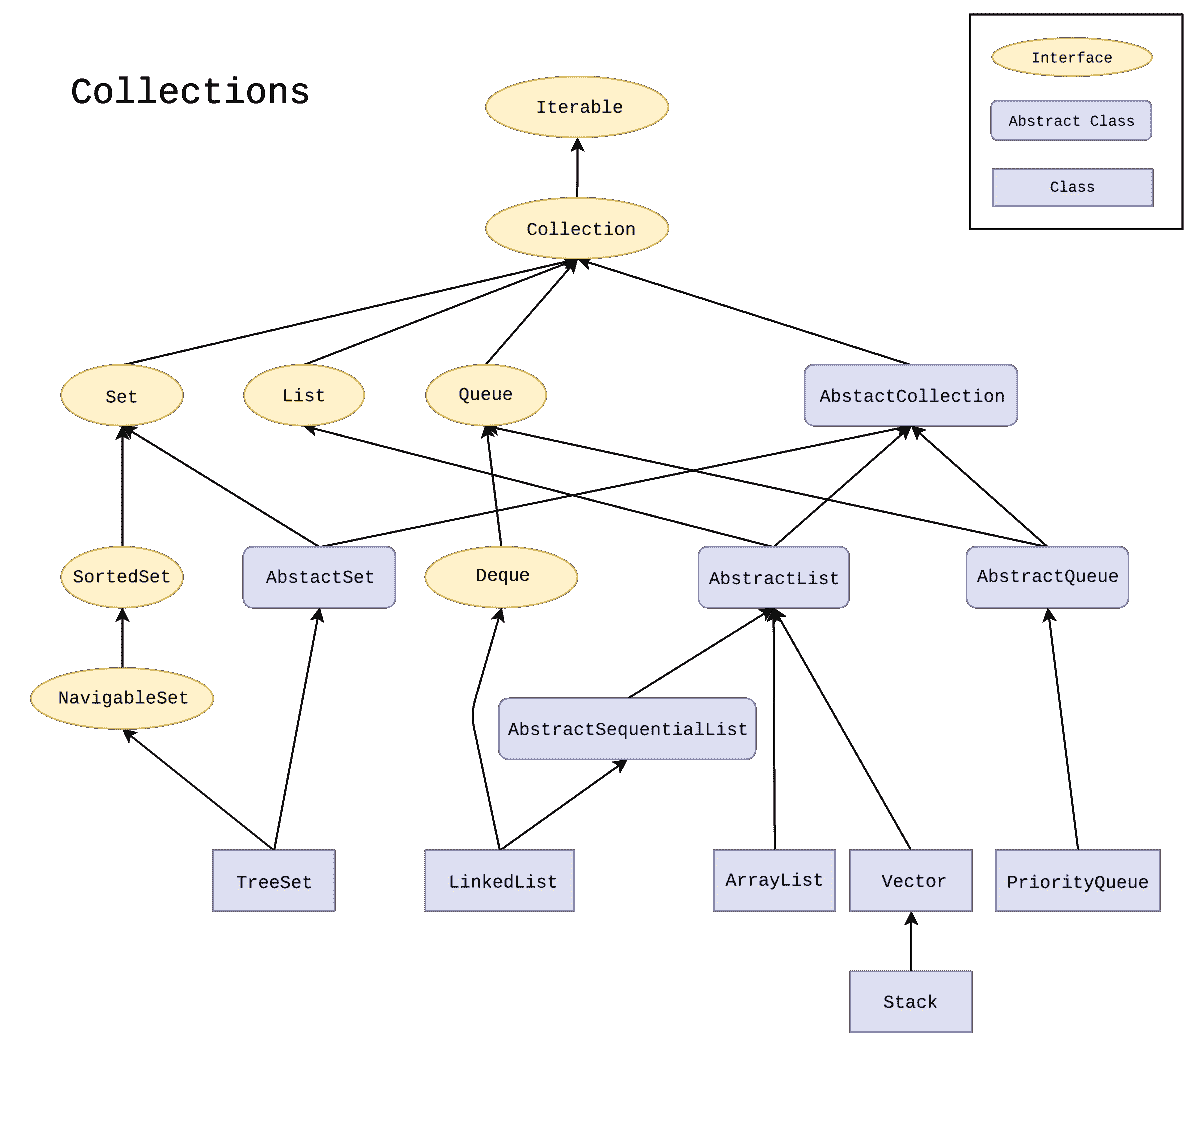 Collections
Interface
Abstract Class
Class
Iterable
Collection
Set
List
Queue
AbstactCollection
SortedSet
AbstactSet
Deque
AbstractList
AbstractQueue
NavigableSet
AbstractSequentialList
TreeSet
LinkedList
ArrayList
Vector
PriorityQueue
Stack